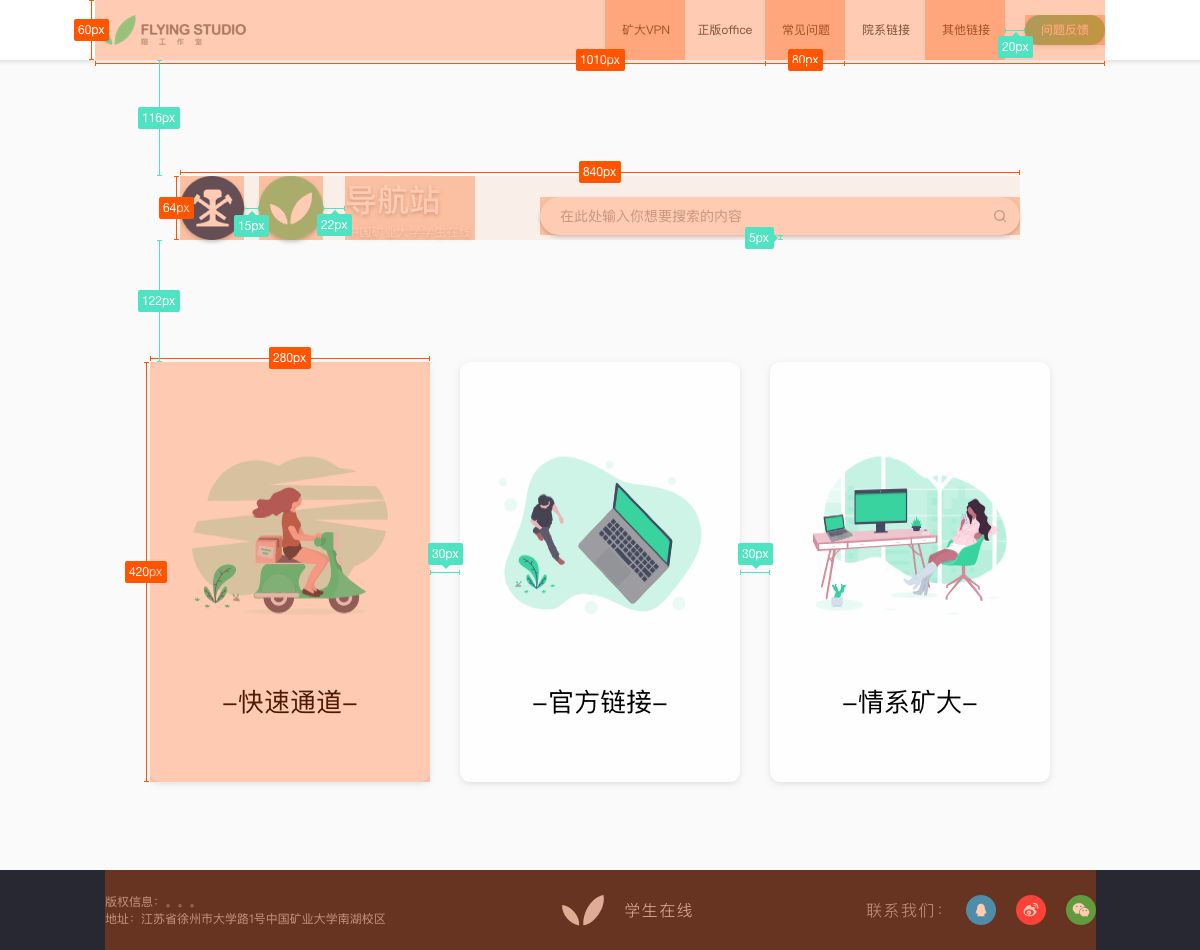 60px
FLYING STUDIO
翔 工 作 室
矿大VPN
正版office
常见问题
院系链接
其他链接
问题反馈
20px
1010px
80px
116px
840px
64px
15px
22px
导航站
中国矿业大学学生在线
在此处输入你想要搜索的内容
5px
122px
280px
420px
30px
30px
–快速通道–
–官方链接–
–情系矿大–
版权信息：。。。
地址：江苏省徐州市大学路1号中国矿业大学南湖校区
学生在线
联系我们：